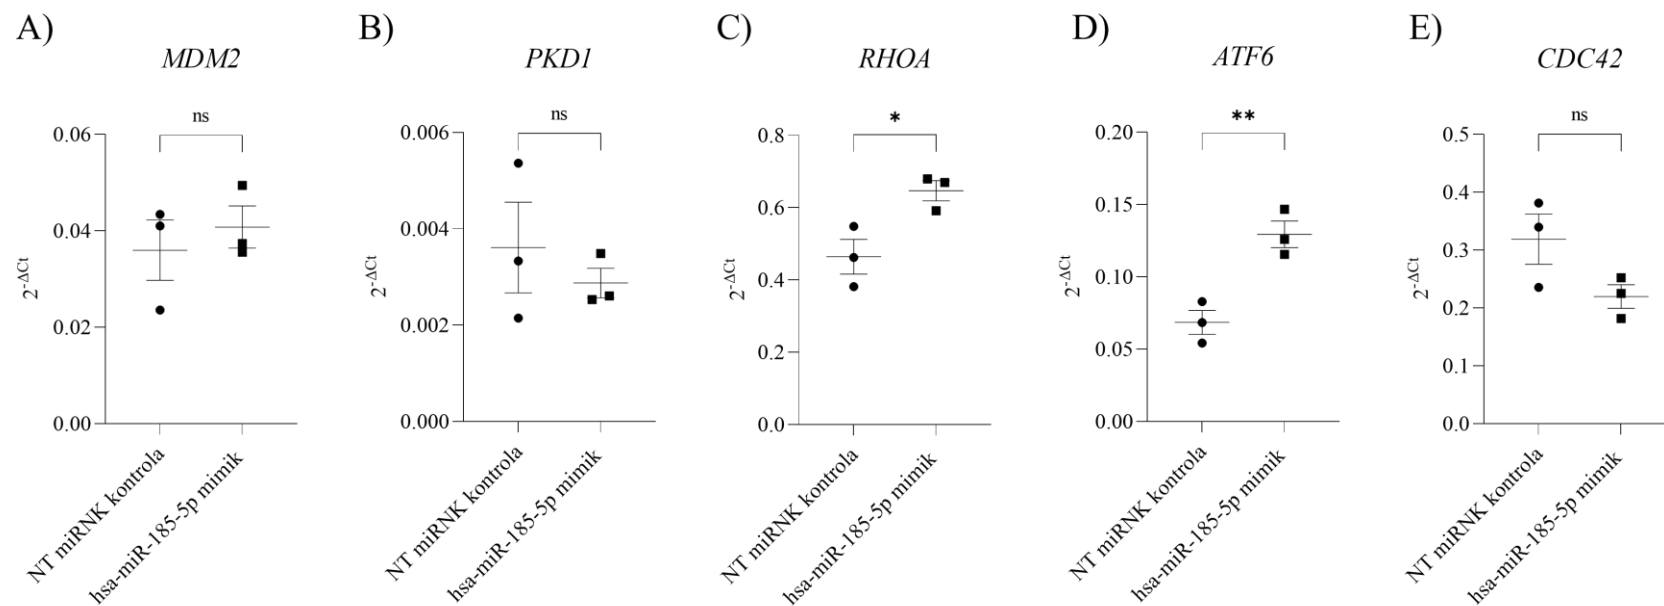 A)
MDM2
ns
0.06
0.04
0.02
0.00
2^-ΔCt
NT miRNK kontrola
hsa-miR-185-5p mimik
B)
PKD1
ns
0.006
0.004
0.002
0.000
2^-ΔCt
NT miRNK kontrola
hsa-miR-185-5p mimik
C)
RHOA
*
0.8
0.6
0.4
0.2
0.0
2^-ΔCt
NT miRNK kontrola
hsa-miR-185-5p mimik
D)
ATF6
**
0.20
0.15
0.10
0.05
0.00
2^-ΔCt
NT miRNK kontrola
hsa-miR-185-5p mimik
E)
CDC42
ns
0.5
0.4
0.3
0.2
0.1
0.0
2^-ΔCt
NT miRNK kontrola
hsa-miR-185-5p mimik